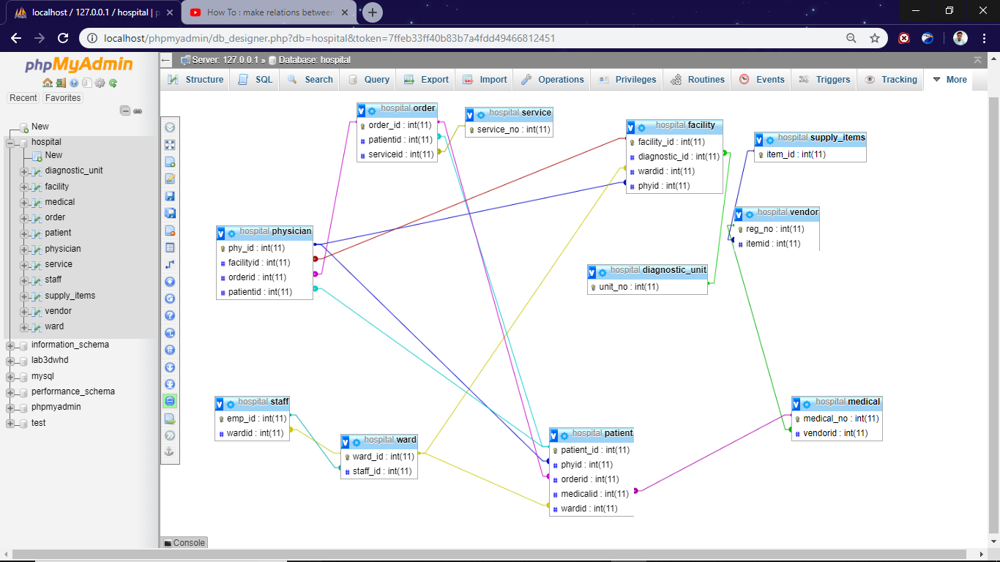 localhost / 127.0.0.1 / hospital | p
How To : make relations between
localhost/phpmyadmin/db_designer.php?db=hospital&token=7ffeb33ff40b83b7a4fdd49466812451
phpMyAdmin
Recent
Favorites
New
hospital
New
diagnostic_unit
facility
medical
order
patient
physician
service
staff
supply_items
vendor
ward
information_schema
lab3dwhd
mysql
performance_schema
phpmyadmin
test
Server: 127.0.0.1 » Database: hospital
Structure
SQL
Search
Query
Export
Import
Operations
Privileges
Routines
Events
Triggers
Tracking
More
hospital order
order_id : int(11)
patientid : int(11)
serviceid : int(11)
hospital service
service_no : int(11)
hospital facility
facility_id : int(11)
diagnostic_id : int(11)
wardid : int(11)
phyid : int(11)
hospital supply_items
item_id : int(11)
hospital vendor
reg_no : int(11)
itemid : int(11)
hospital physician
phy_id : int(11)
facilityid : int(11)
orderid : int(11)
patientid : int(11)
hospital diagnostic_unit
unit_no : int(11)
hospital staff
emp_id : int(11)
wardid : int(11)
hospital ward
ward_id : int(11)
staff_id : int(11)
hospital patient
patient_id : int(11)
phyid : int(11)
orderid : int(11)
medicalid : int(11)
wardid : int(11)
hospital medical
medical_no : int(11)
vendorid : int(11)
Console